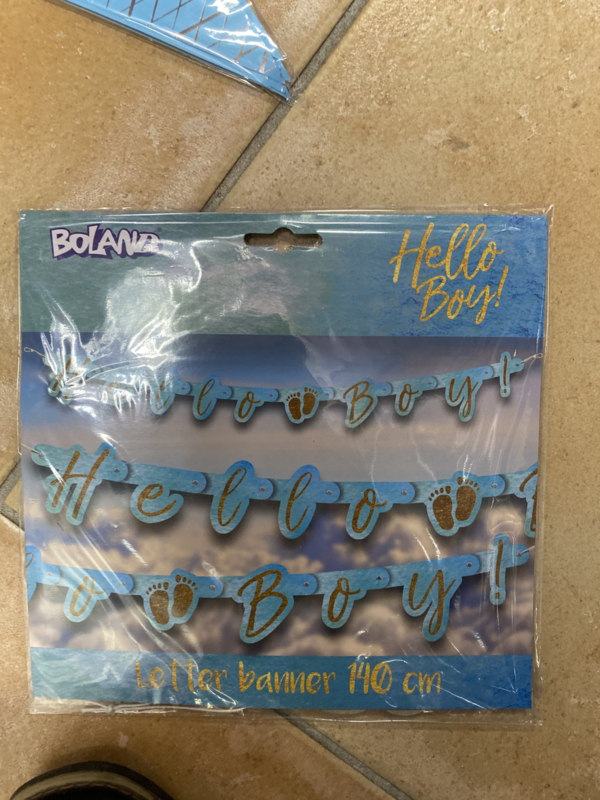 BOLAND
Hello
Boy!
Hello Boy!
Hello
o Boy!
Letter banner 140 cm